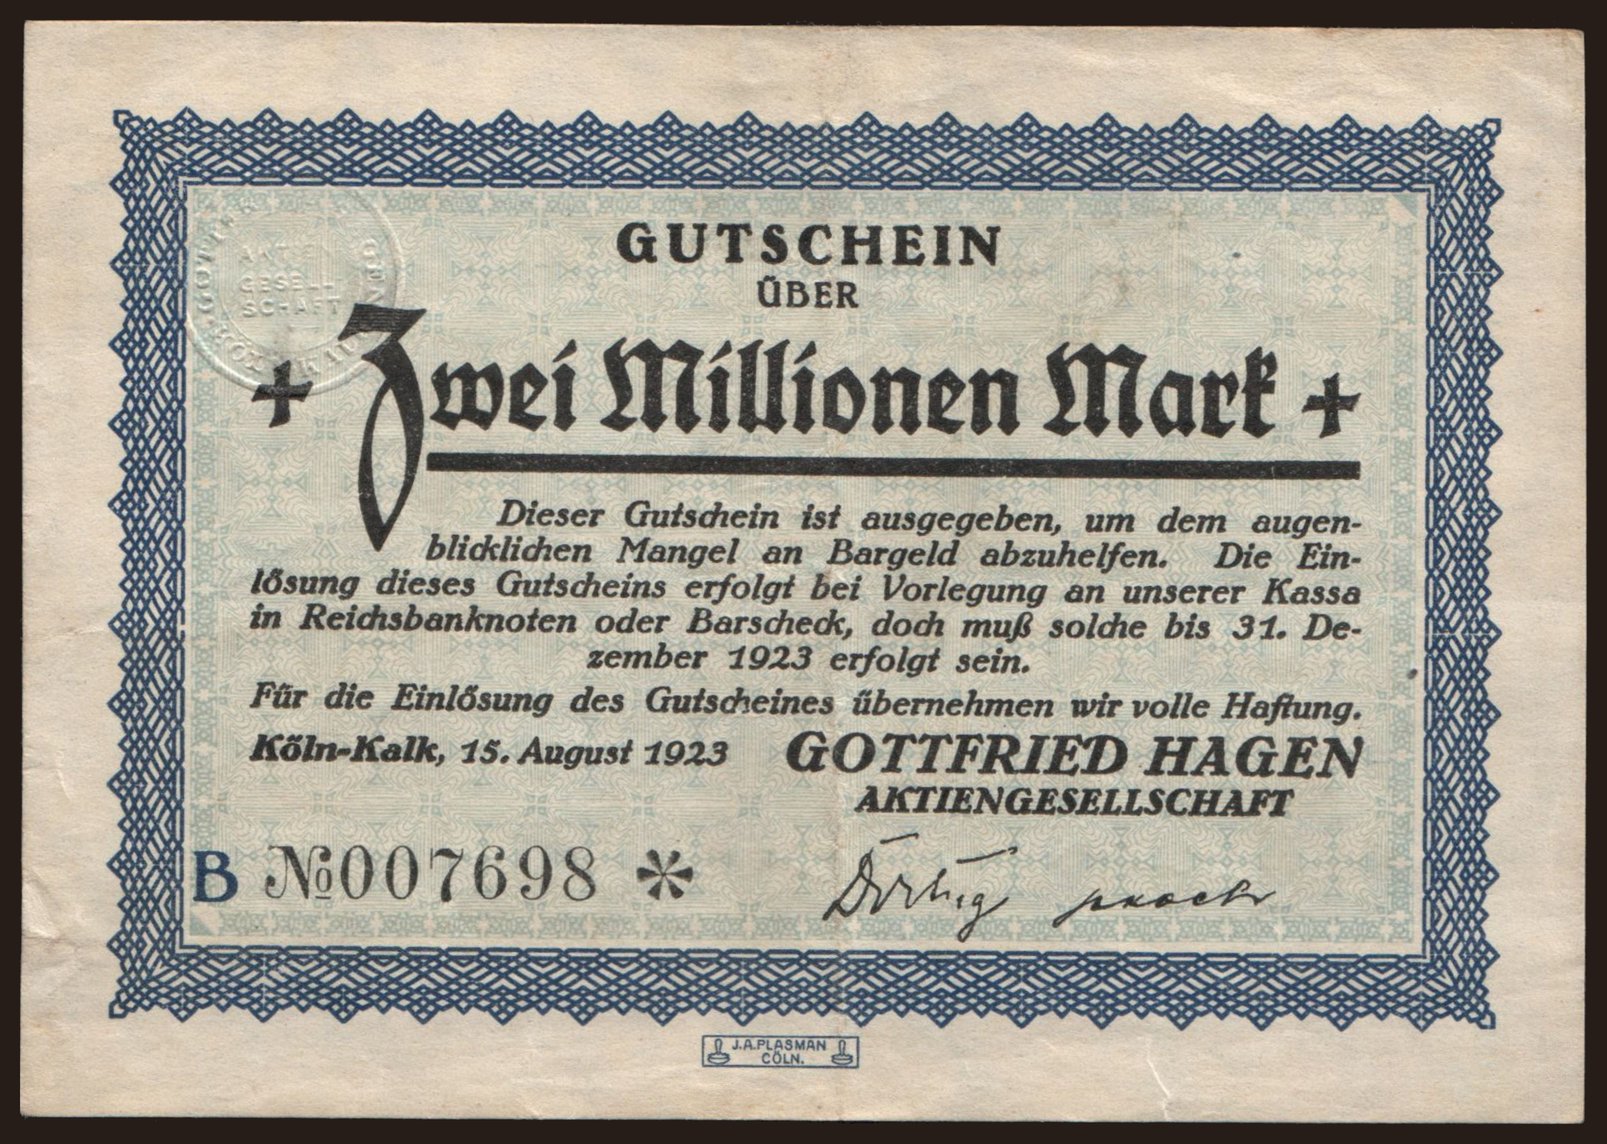 AKTIEN
GESELL
SCHAFT
GUTSCHEIN
ÜBER
+ Zwei Millionen Mark +
Dieser Gutschein ist ausgegeben, um dem augen-
blicklichen Mangel an Bargeld abzuhelfen. Die Ein-
lösung dieses Gutscheins erfolgt bei Vorlegung an unserer Kassa
in Reichsbanknoten oder Barscheck, doch muß solche bis 31. De-
zember 1923 erfolgt sein.
Für die Einlösung des Gutscheines übernehmen wir volle Haftung.
Köln-Kalk, 15. August 1923 GOTTFRIED HAGEN
AKTIENGESELLSCHAFT
B №007698 *
J.A.PLASMAN
CÖLN.